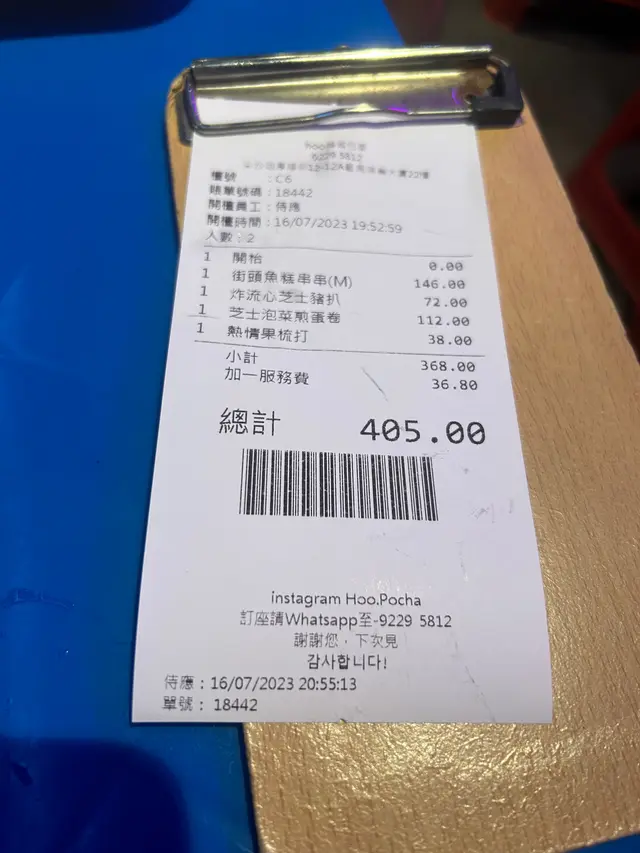 hoo
6229 5812
檯號 : C6
賬單號碼 : 18442
開檯員工 : 侍應
開檯時間 : 16/07/2023 19:52:59
人數 : 2
1 開枱 0.00
1 街頭魚糕串串(M) 146.00
1 炸流心芝士豬扒 72.00
1 芝士泡菜煎蛋卷 112.00
1 熱情果梳打 38.00
小計 368.00
加一服務費 36.80
總計 405.00
instagram Hoo.Pocha
訂座請Whatsapp至-9229 5812
謝謝您，下次見
감사합니다!
侍應 : 16/07/2023 20:55:13
單號 : 18442